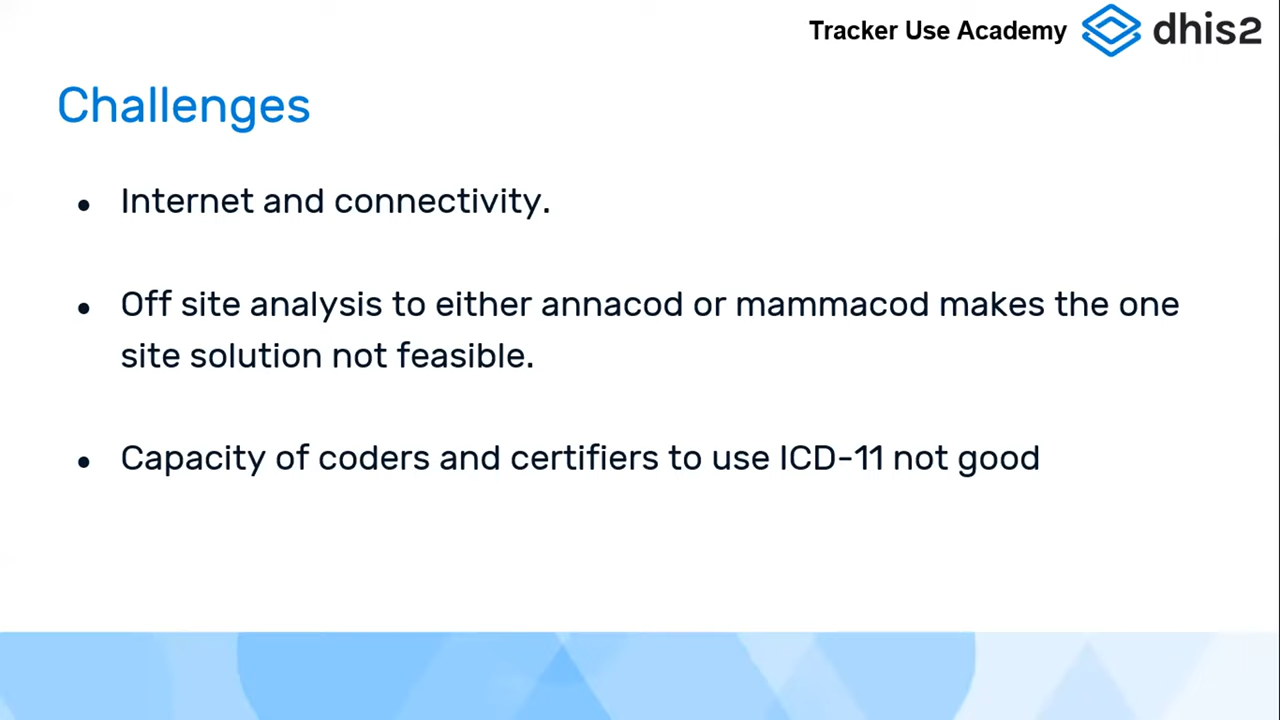 Tracker Use Academy dhis2
Challenges
• Internet and connectivity.
• Off site analysis to either annacod or mammacod makes the one
site solution not feasible.
• Capacity of coders and certifiers to use ICD-11 not good